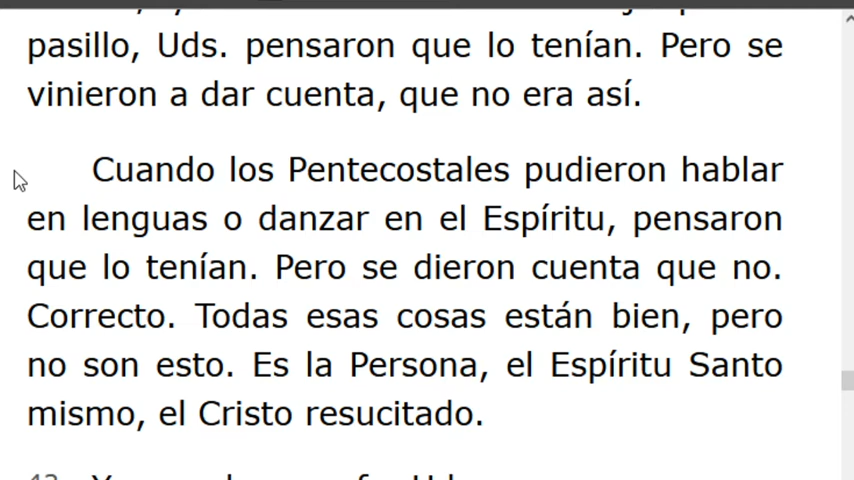 pasillo, Uds. pensaron que lo tenían. Pero se
vinieron a dar cuenta, que no era así.
Cuando los Pentecostales pudieron hablar
en lenguas o danzar en el Espíritu, pensaron
que lo tenían. Pero se dieron cuenta que no.
Correcto. Todas esas cosas están bien, pero
no son esto. Es la Persona, el Espíritu Santo
mismo, el Cristo resucitado.